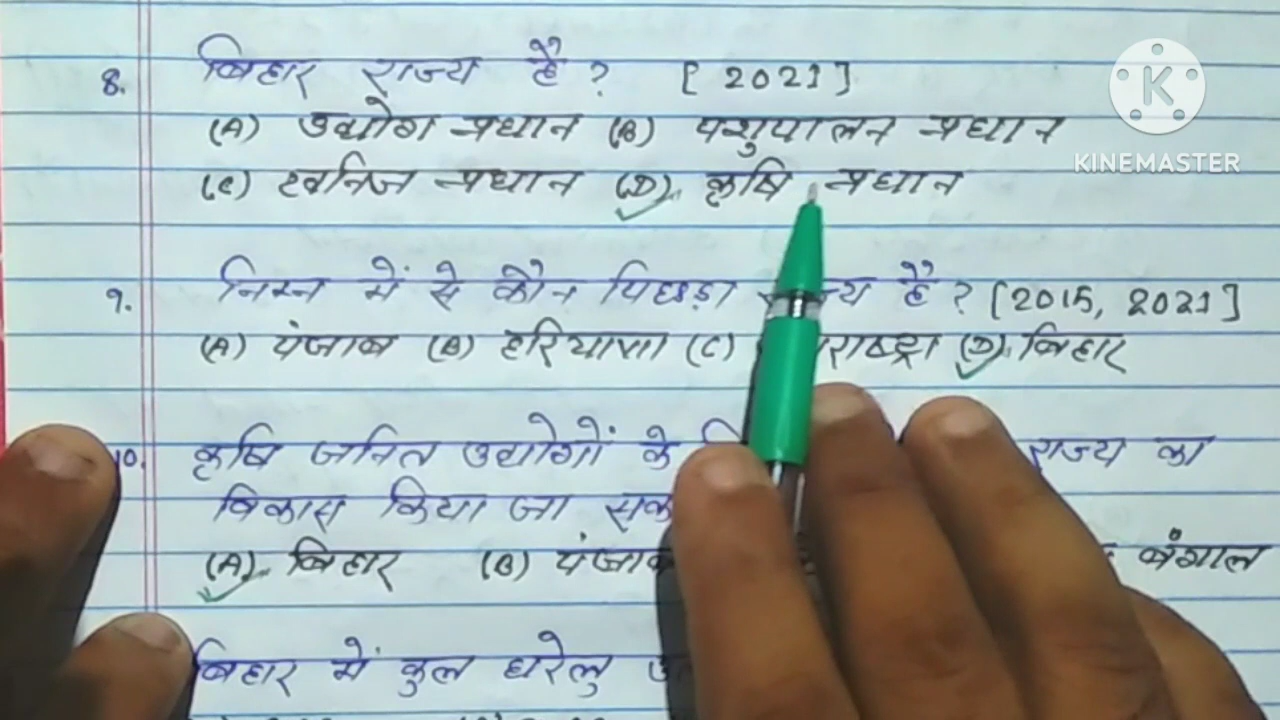 8. बिहार राज्य है ? [2021]
(A) उद्योग प्रधान (B) पशुपालन प्रधान
(C) खनिज प्रधान (D) कृषि प्रधान
9. निम्न में से कौन पिछड़ा है ? [2015, 2021]
(A) पंजाब (B) हरियाणा (C) (D) बिहार
10. कृषि जनित उद्योगों के राज्य का
विकास किया जा
(A) बिहार (B) बंगाल
बिहार में कुल घरेलु
K
KINEMASTER